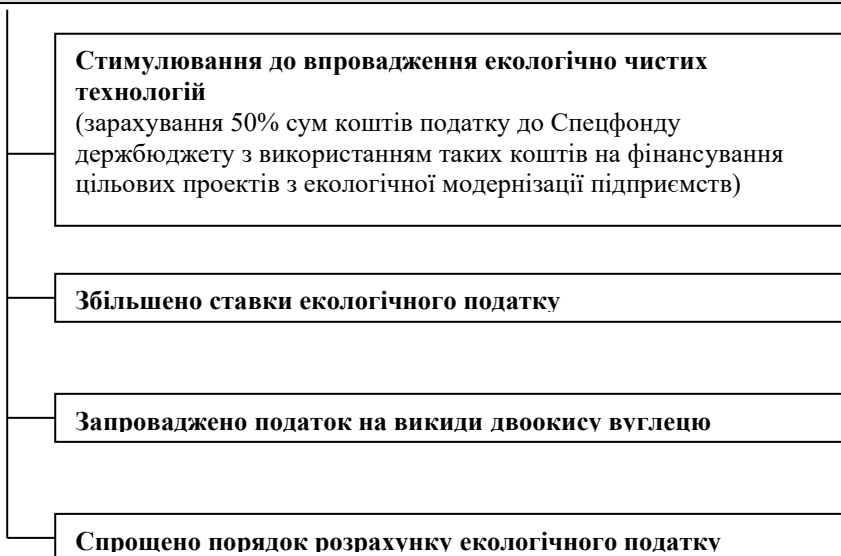 Стимулювання до впровадження екологічно чистих
технологій
(зарахування 50% сум коштів податку до Спецфонду
держбюджету з використанням таких коштів на фінансування
цільових проектів з екологічної модернізації підприємств)
Збільшено ставки екологічного податку
Запроваджено податок на викиди двоокису вуглецю
Спрощено порядок розрахунку екологічного податку